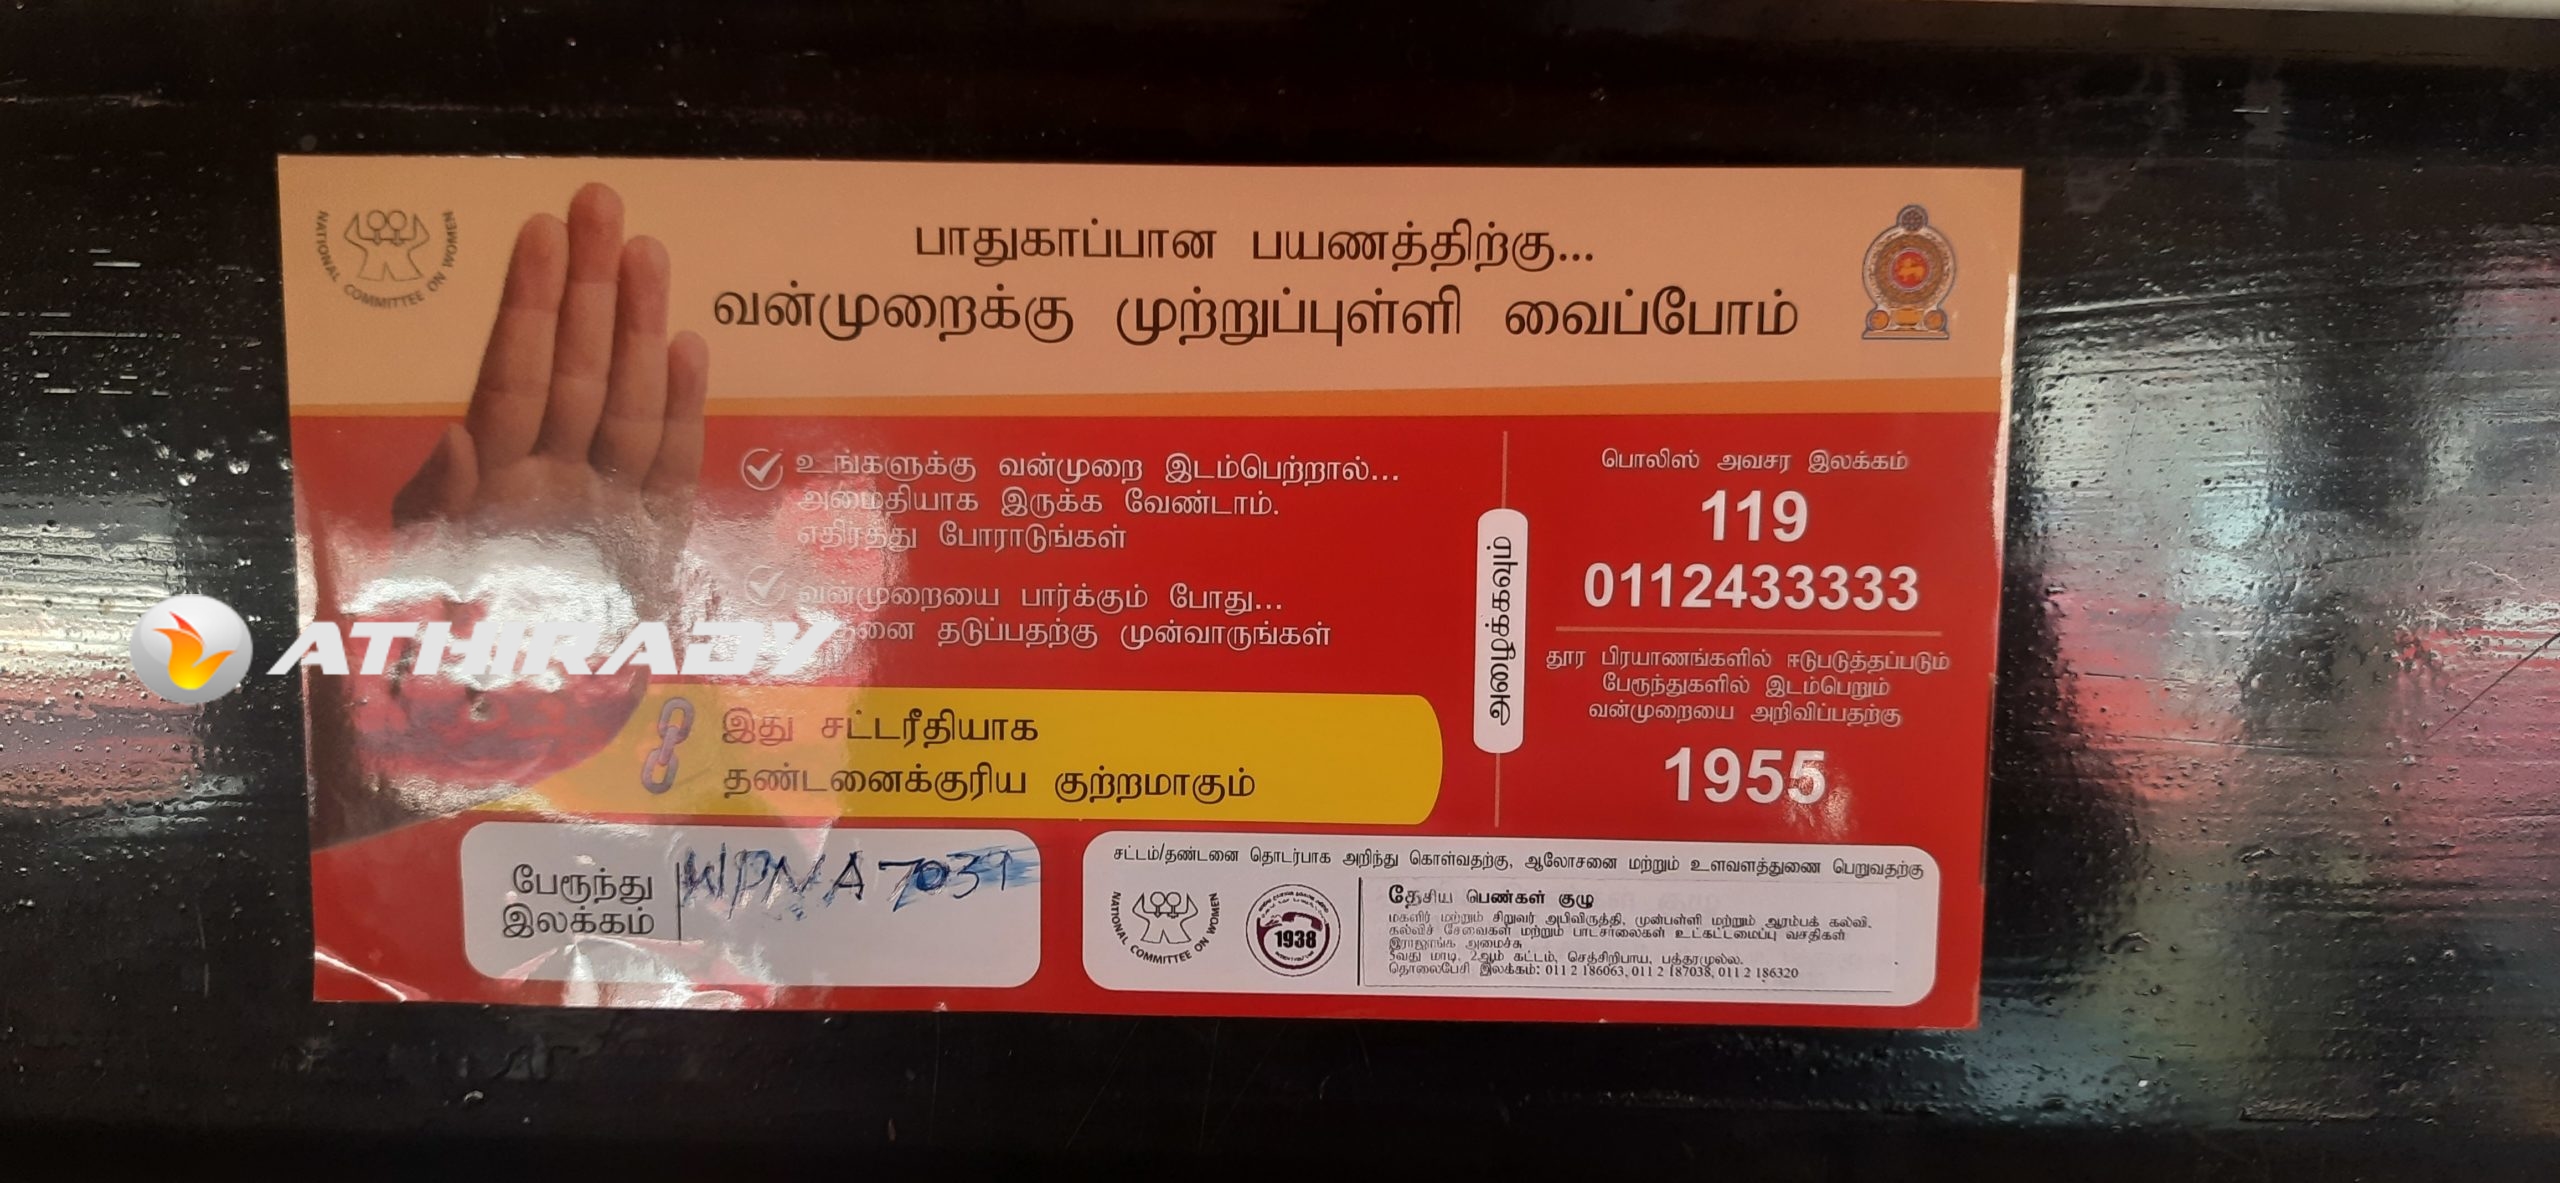 NATIONAL COMMITTEE ON WOMEN
பாதுகாப்பான பயணத்திற்கு...
வன்முறைக்கு முற்றுப்புள்ளி வைப்போம்
உங்களுக்கு வன்முறை இடம்பெற்றால்...
அமைதியாக இருக்க வேண்டாம்.
எதிர்த்து போராடுங்கள்
வன்முறையை பார்க்கும் போது...
தடுப்பதற்கு முன்வாருங்கள்
ATHIRADY
இது சட்டரீதியாக
தண்டனைக்குரிய குற்றமாகும்
அழைக்கவும்
பொலிஸ் அவசர இலக்கம்
119
0112433333
தூர பிரயாணங்களில் ஈடுபடுத்தப்படும்
பேருந்துகளில் இடம்பெறும்
வன்முறையை அறிவிப்பதற்கு
1955
பேரூந்து
இலக்கம்
WPNA 7031
சட்டம்/தண்டனை தொடர்பாக அறிந்து கொள்வதற்கு, ஆலோசனை மற்றும் உளவளத்துணை பெறுவதற்கு
NATIONAL COMMITTEE ON WOMEN
1938
தேசிய பெண்கள் குழு
மகளிர் மற்றும் சிறுவர் அபிவிருத்தி, முன்பள்ளி மற்றும் ஆரம்பக் கல்வி,
கல்விச் சேவைகள் மற்றும் பாடசாலைகள் உட்கட்டமைப்பு வசதிகள்
இராஜாங்க அமைச்சு
5வது மாடி, 2ஆம் கட்டம், செத்சிறிபாய, பத்தரமுல்ல.
தொலைபேசி இலக்கம்: 011 2 186063, 011 2 187038, 011 2 186320